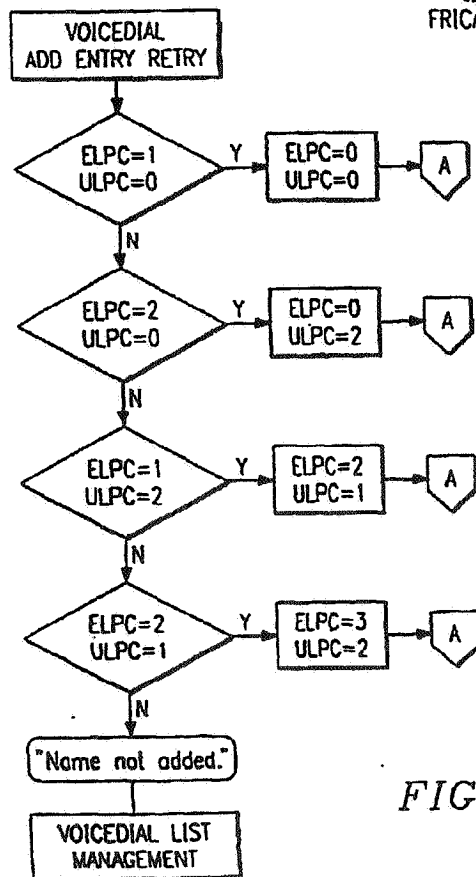 FRICA
VOICEDIAL
ADD ENTRY RETRY
ELPC=1
ULPC=0
Y
ELPC=0
ULPC=0
A
N
ELPC=2
ULPC=0
Y
ELPC=0
ULPC=2
A
N
ELPC=1
ULPC=2
Y
ELPC=2
ULPC=1
A
N
ELPC=2
ULPC=1
Y
ELPC=3
ULPC=2
A
N
"Name not added."
VOICEDIAL LIST
MANAGEMENT
FIG